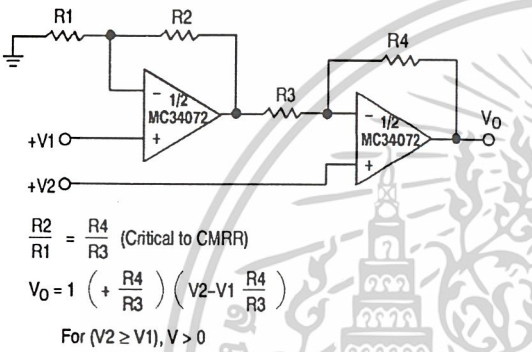 R1
R2
R3
R4
−
1/2
MC34072
+
−
1/2
MC34072
+
+V1
+V2
VO
R2/R1 = R4/R3 (Critical to CMRR)
VO = 1 ( + R4/R3 ) ( V2−V1 R4/R3 )
For (V2 ≥ V1), V > 0